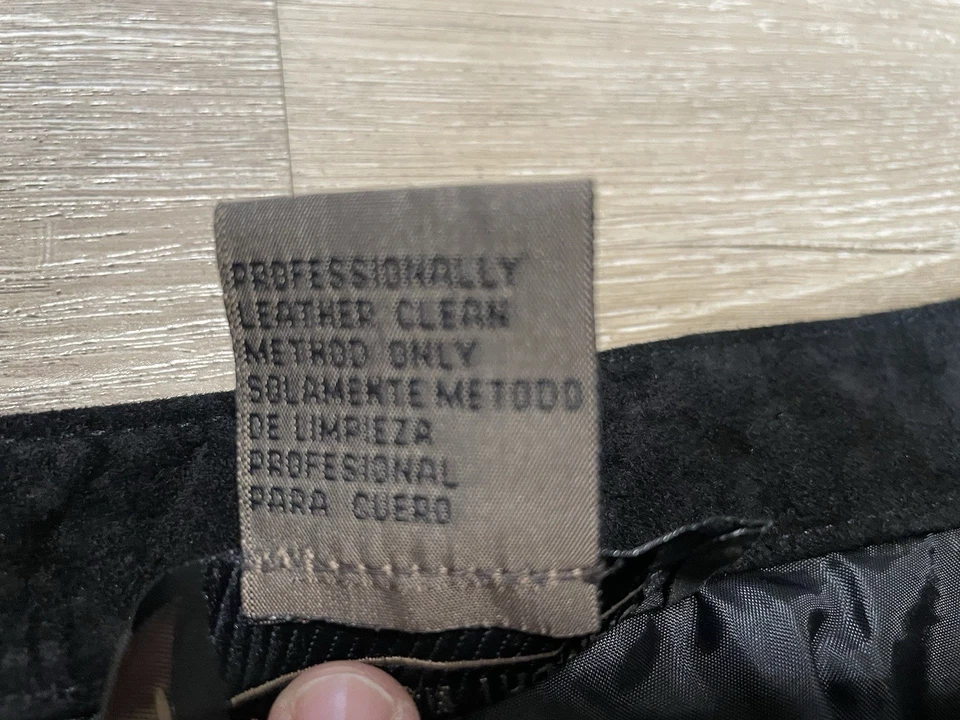 PROFESSIONALLY
LEATHER CLEAN
METHOD ONLY
SOLAMENTE METODO
DE LIMPIEZA
PROFESIONAL
PARA CUERO